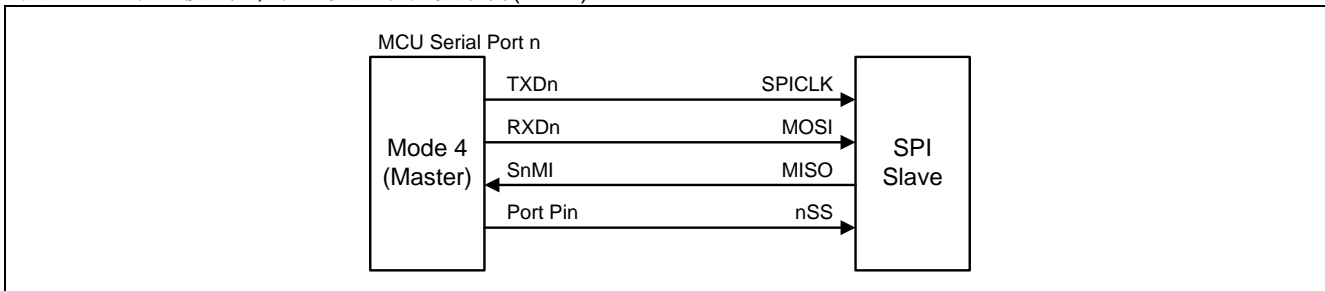 MCU Serial Port n
TXDn SPICLK
RXDn MOSI
Mode 4
(Master)
SPI
Slave
SnMI MISO
Port Pin nSS